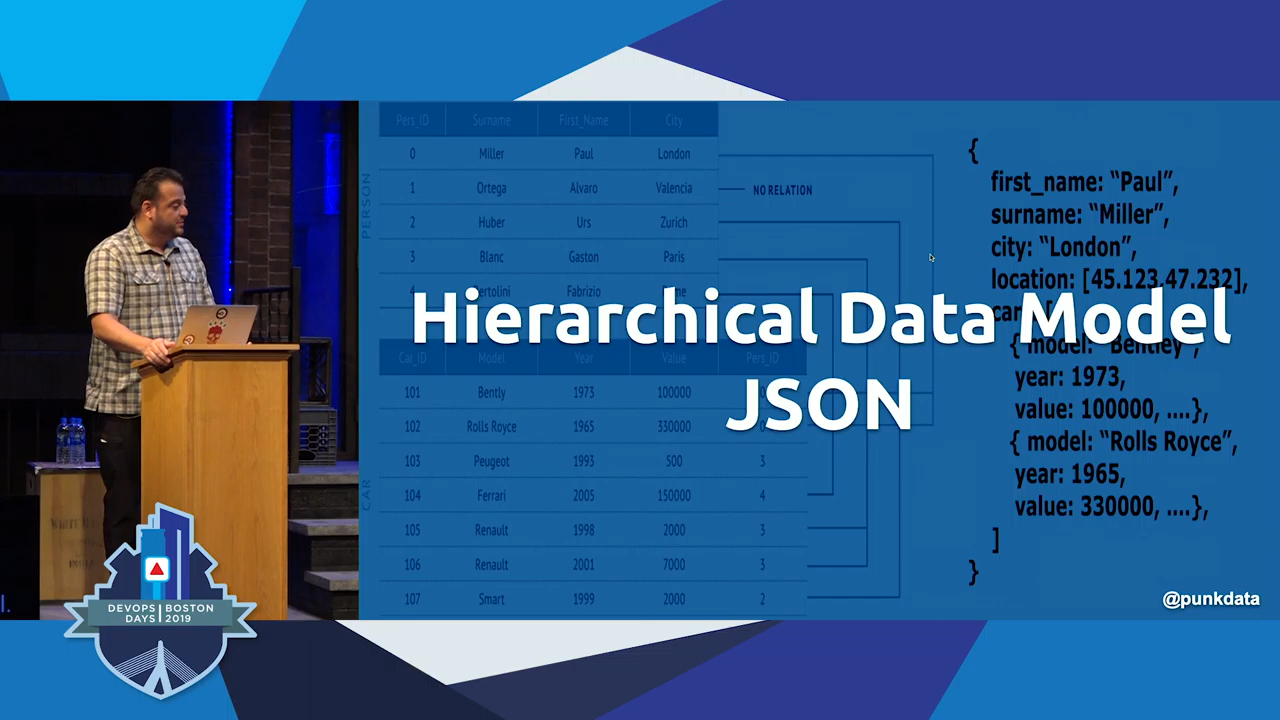 Pers_ID Surname First_Name City
0 Miller Paul London
1 Ortega Alvaro Valencia
NO RELATION
2 Huber Urs Zurich
3 Blanc Gaston Paris
4 Fabrizio
PERSON
Hierarchical Data Model
JSON
Car_ID Model Year Value Pers_ID
101 Bently 1973 100000 0
102 Rolls Royce 1965 330000 0
103 Peugeot 1993 500 3
104 Ferrari 2005 150000 4
105 Renault 1998 2000 3
106 Renault 2001 7000 3
107 Smart 1999 2000 2
CAR
{
first_name: “Paul”,
surname: “Miller”,
city: “London”,
location: [45.123,47.232],
{ model: “Bentley”,
year: 1973,
value: 100000, ....},
{ model: “Rolls Royce”,
year: 1965,
value: 330000, ....},
]
}
@punkdata
DEVOPS BOSTON
DAYS 2019